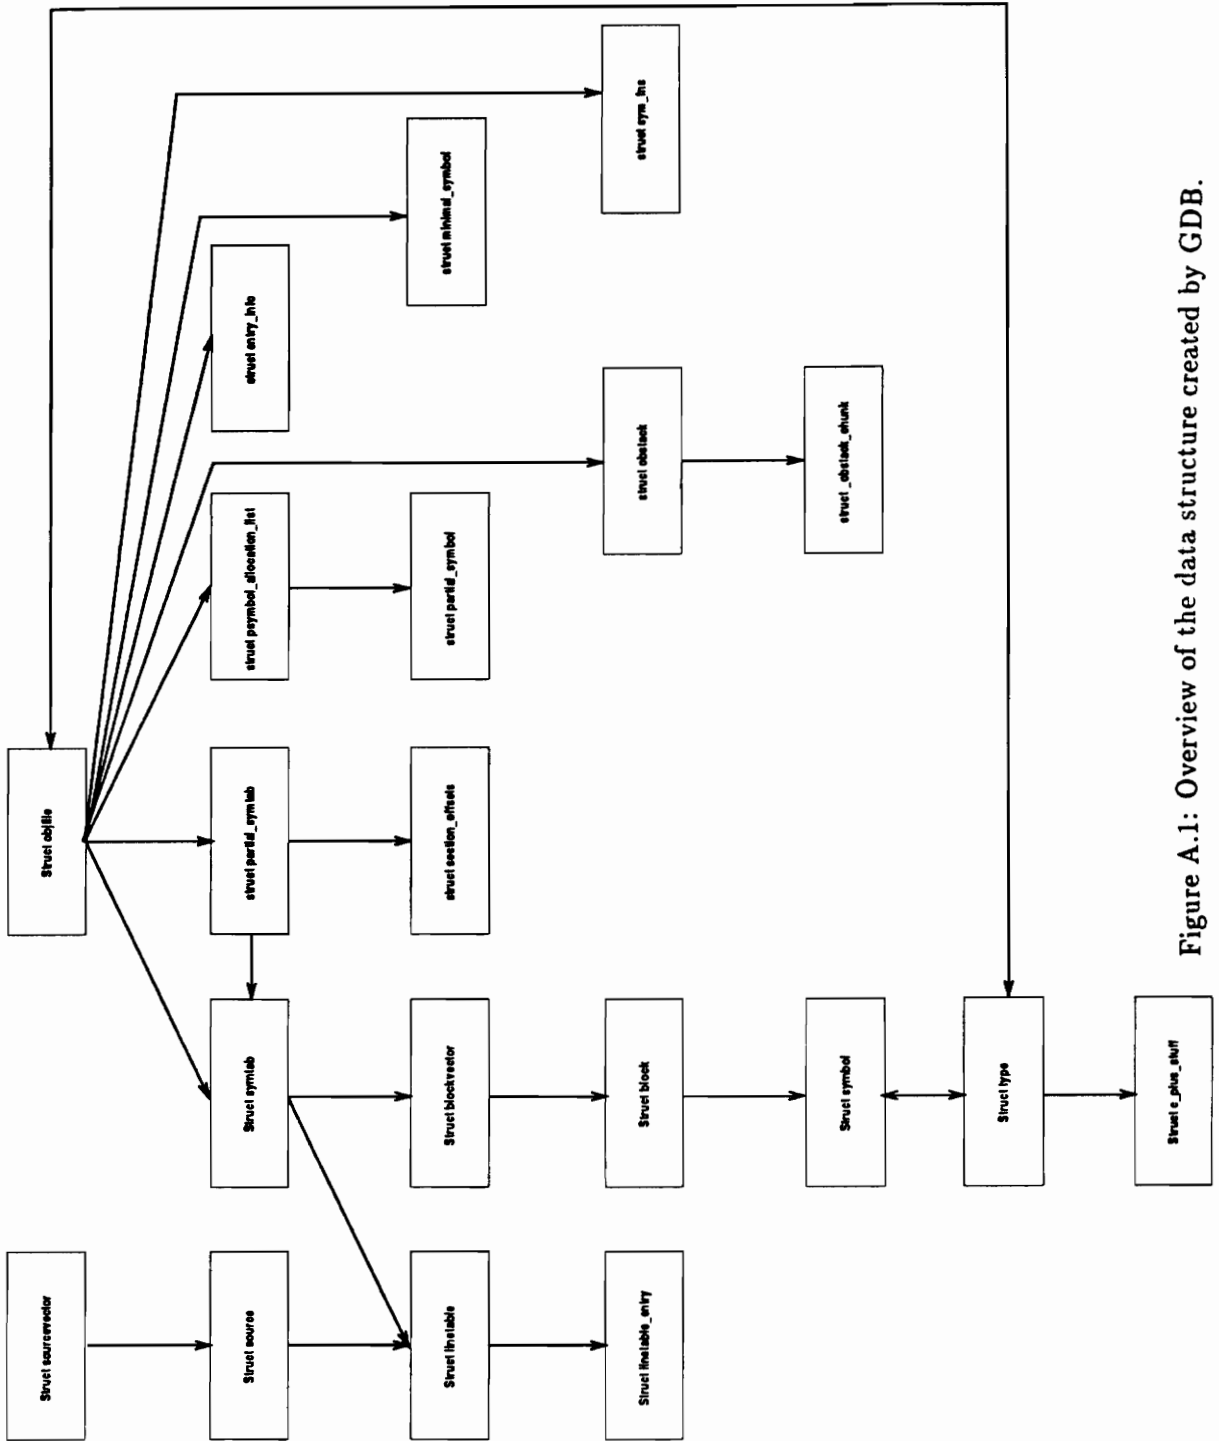 Struct sourcevector
Struct objfile
Struct source
Struct symtab
struct partial_symtab
struct psymbol_allocation_list
struct entry_info
Struct linetable
Struct blockvector
struct section_offsets
struct partial_symbol
struct minimal_symbol
Struct linetable_entry
Struct block
struct obstack
struct sym_fns
Struct symbol
struct _obstack_chunk
Struct type
Struct c_plus_stuff
Figure A.1: Overview of the data structure created by GDB.